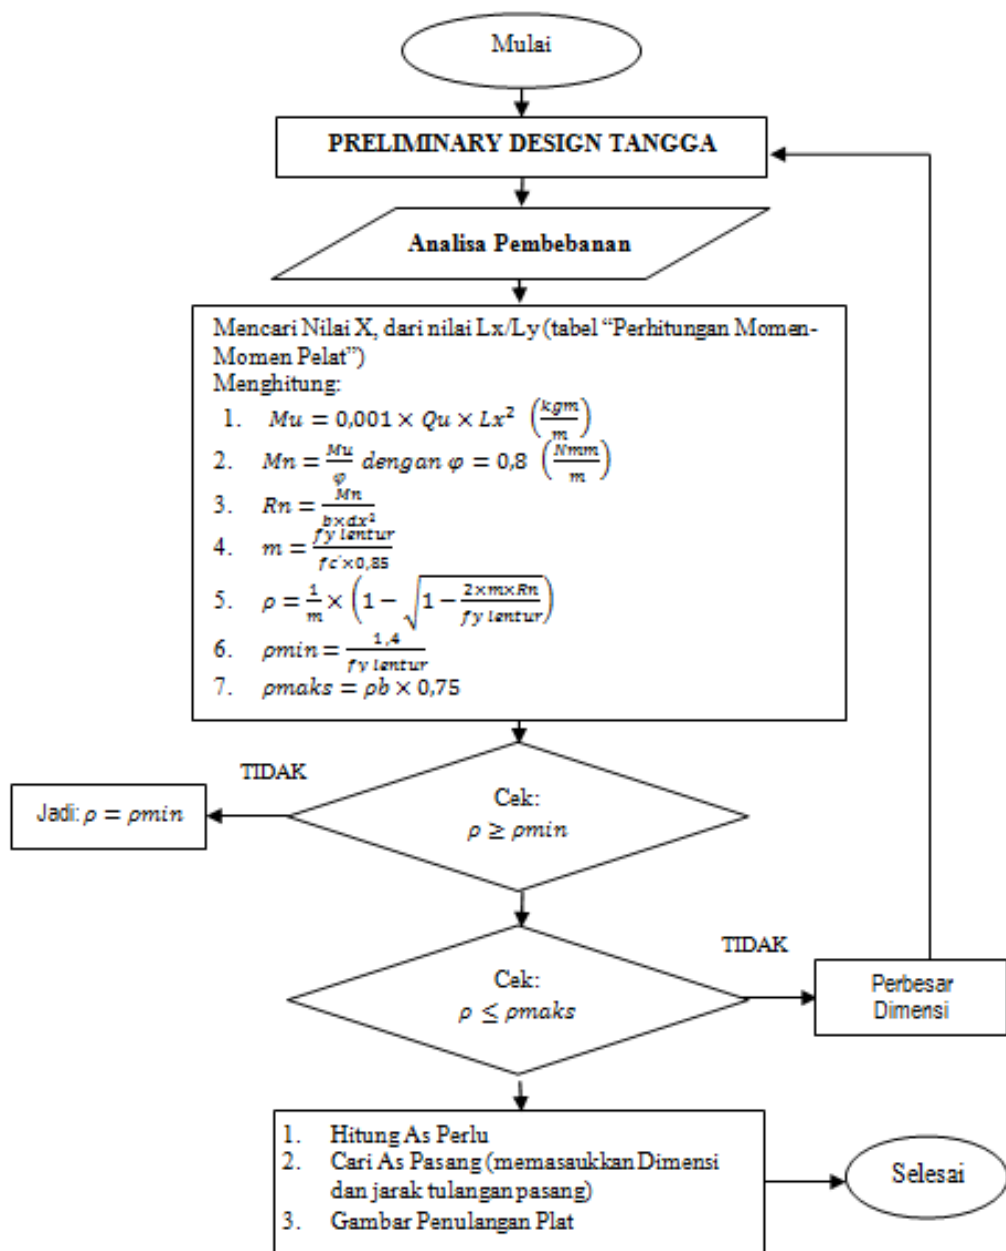 Mulai
PRELIMINARY DESIGN TANGGA
Analisa Pembebanan
Mencari Nilai X, dari nilai Lx/Ly (tabel “Perhitungan Momen-
Momen Pelat”)
Menghitung:
1. Mu = 0,001 × Qu × Lx² (kgm/m)
2. Mn = Mu/φ dengan φ = 0,8 (Nmm/m)
3. Rn = Mn/(b×dx²)
4. m = fy lentur/(fc'×0,85)
5. ρ = 1/m × (1 − √(1 − (2×m×Rn)/(fy lentur)))
6. ρmin = 1,4/(fy lentur)
7. ρmaks = ρb × 0,75
Cek:
ρ ≥ ρmin
TIDAK
Jadi: ρ = ρmin
Cek:
ρ ≤ ρmaks
TIDAK
Perbesar
Dimensi
1. Hitung As Perlu
2. Cari As Pasang (memasaukkan Dimensi
dan jarak tulangan pasang)
3. Gambar Penulangan Plat
Selesai